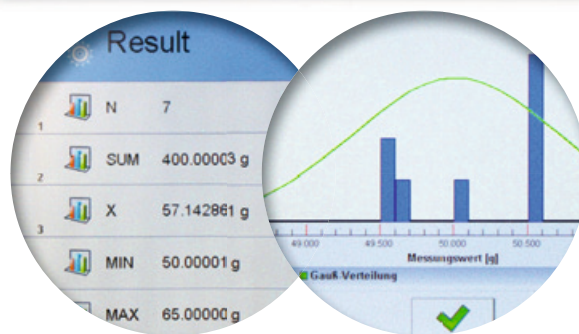 Result
1 N 7
2 SUM 400.00003 g
3 X 57.142861 g
MIN 50.00001 g
MAX 65.00000 g
49.000 49.500 50.000 50.500
Messungswert [g]
Gauß-Verteilung